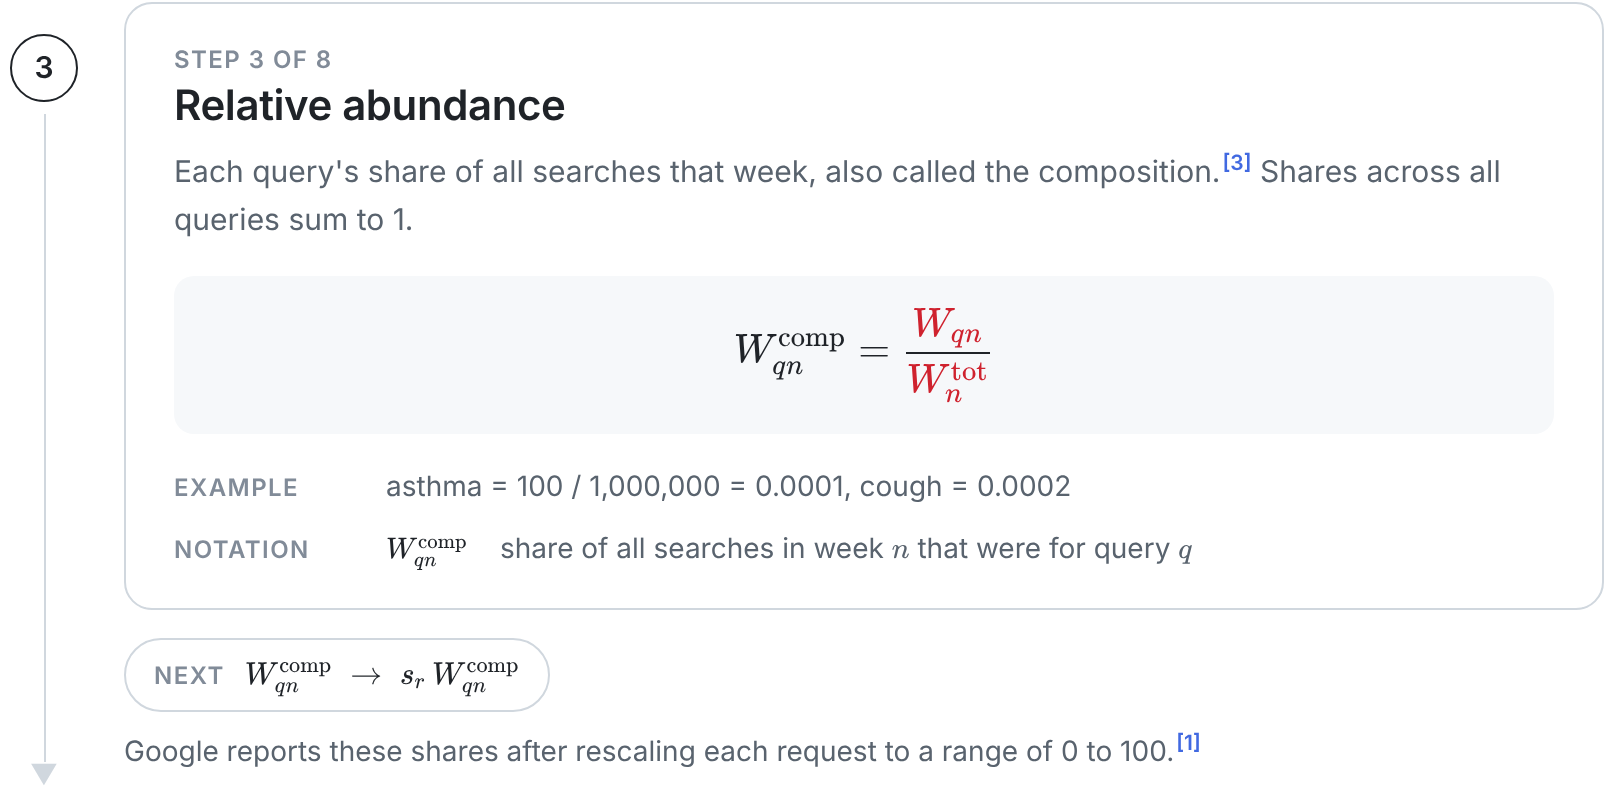 3
STEP 3 OF 8
Relative abundance
Each query's share of all searches that week, also called the composition.[3] Shares across all
queries sum to 1.
W_{qn}^{comp} = \frac{W_{qn}}{W_n^{tot}}
EXAMPLE asthma = 100 / 1,000,000 = 0.0001, cough = 0.0002
NOTATION W_{qn}^{comp} share of all searches in week n that were for query q
NEXT W_{qn}^{comp} → s_r W_{qn}^{comp}
Google reports these shares after rescaling each request to a range of 0 to 100.[1]